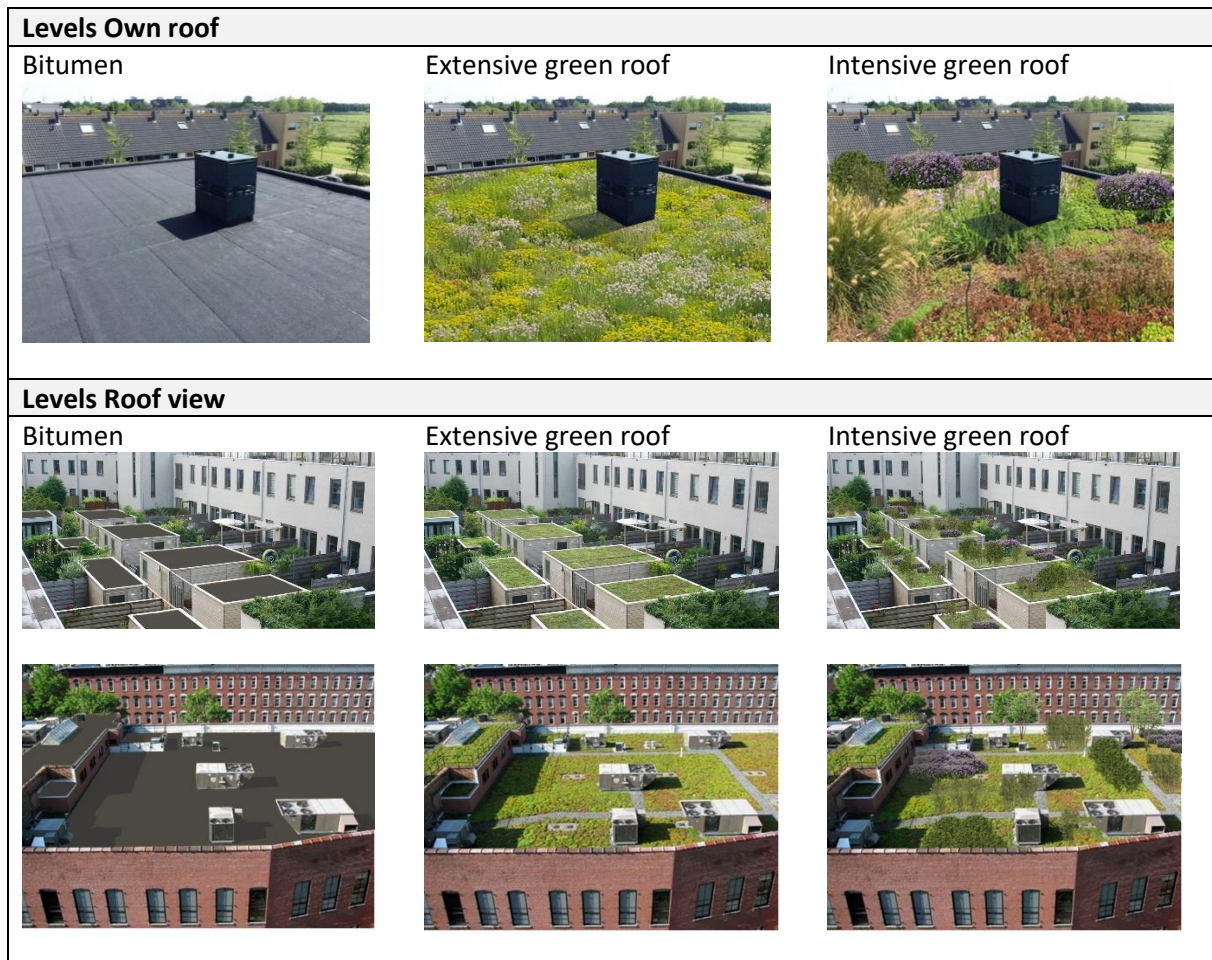 Levels Own roof
Bitumen Extensive green roof Intensive green roof
Levels Roof view
Bitumen Extensive green roof Intensive green roof